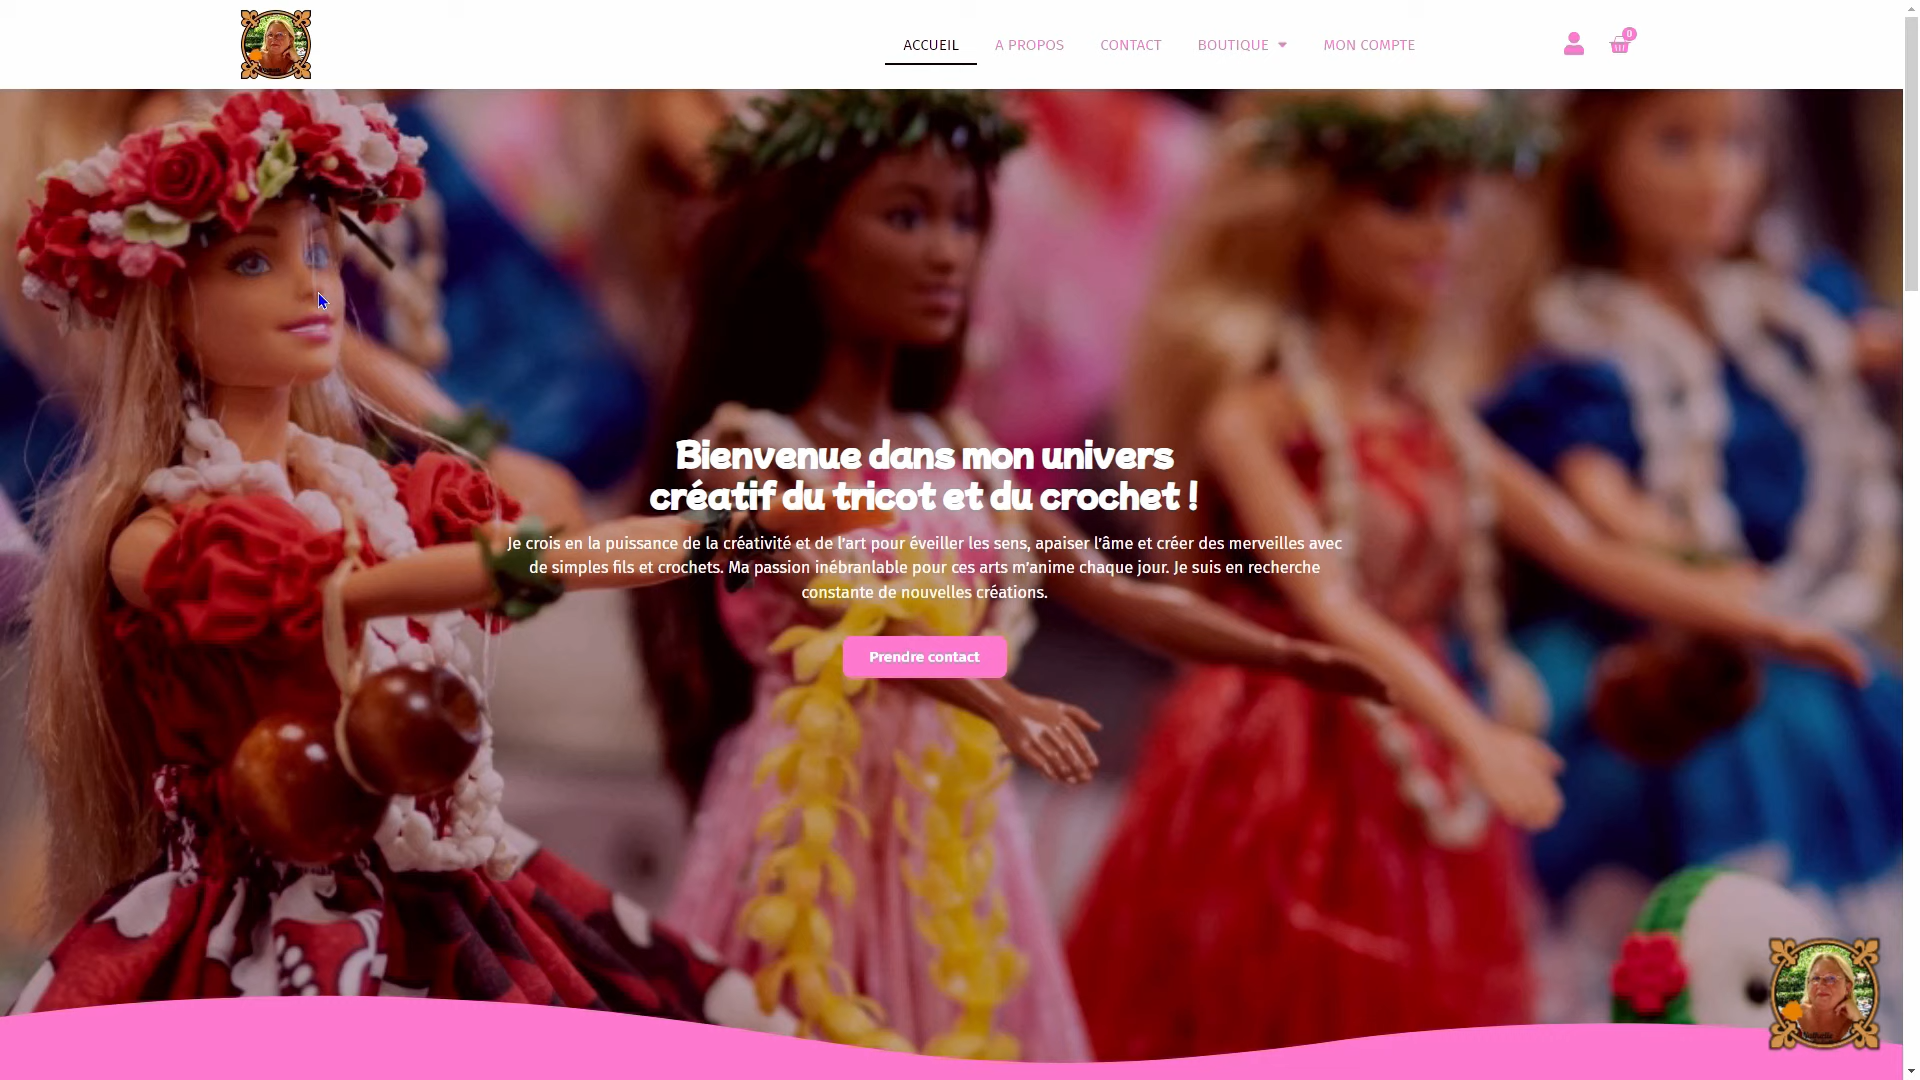 ACCUEIL
A PROPOS
CONTACT
BOUTIQUE
MON COMPTE
0
Bienvenue dans mon univers
créatif du tricot et du crochet !
Je crois en la puissance de la créativité et de l’art pour éveiller les sens, apaiser l’âme et créer des merveilles avec
de simples fils et crochets. Ma passion inébranlable pour ces arts m’anime chaque jour. Je suis en recherche
constante de nouvelles créations.
Prendre contact